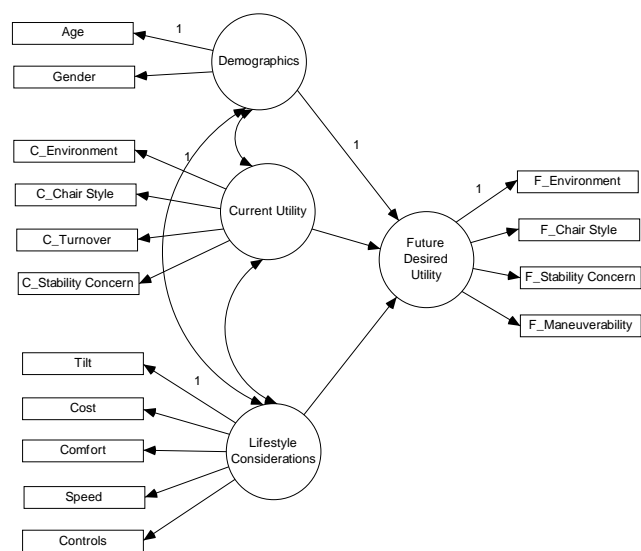 Age
1
Gender
Demographics
C_Environment
1
1
C_Chair Style
C_Turnover
C_Stability Concern
Current Utility
Future
Desired
Utility
1
F_Environment
F_Chair Style
F_Stability Concern
F_Maneuverability
Tilt
1
Cost
Comfort
Speed
Controls
Lifestyle
Considerations